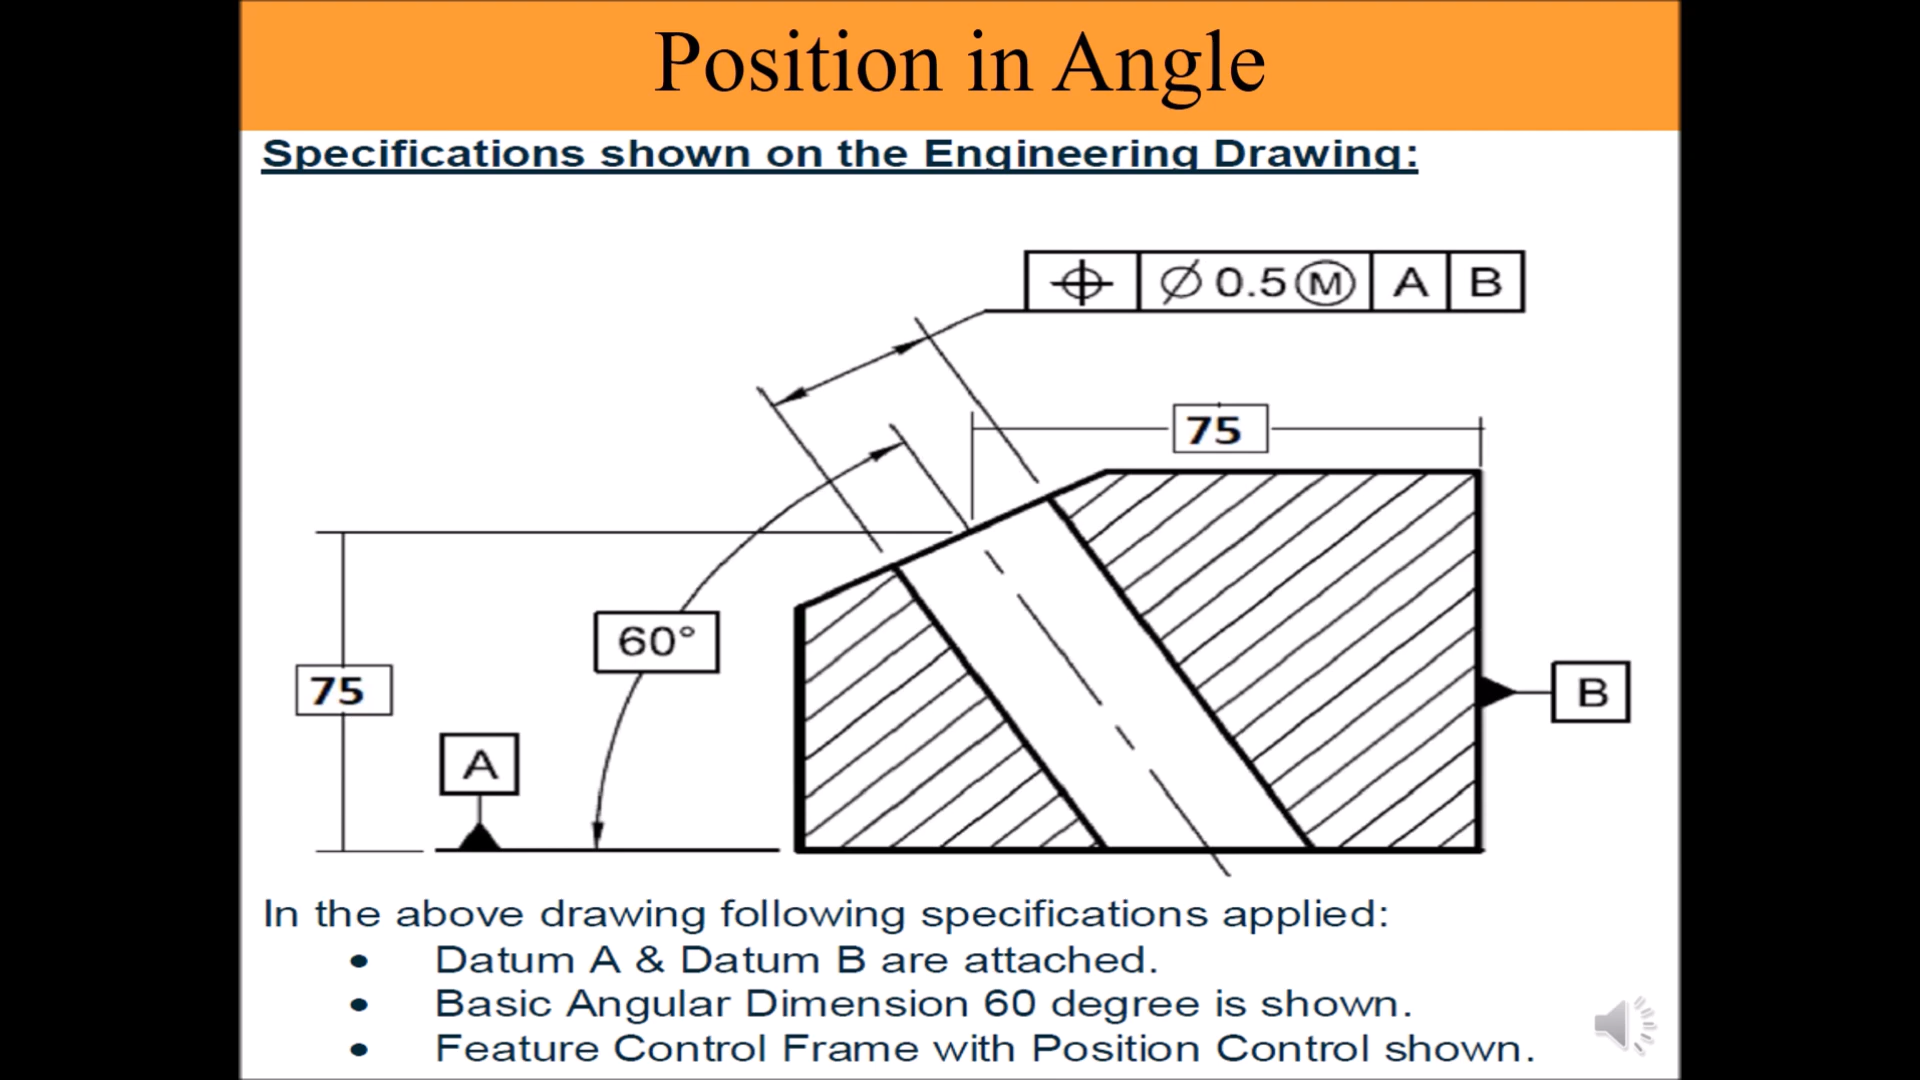 Position in Angle
Specifications shown on the Engineering Drawing:
⌖ ∅ 0.5 Ⓜ A B
75
60°
75
A
B
In the above drawing following specifications applied:
• Datum A & Datum B are attached.
• Basic Angular Dimension 60 degree is shown.
• Feature Control Frame with Position Control shown.